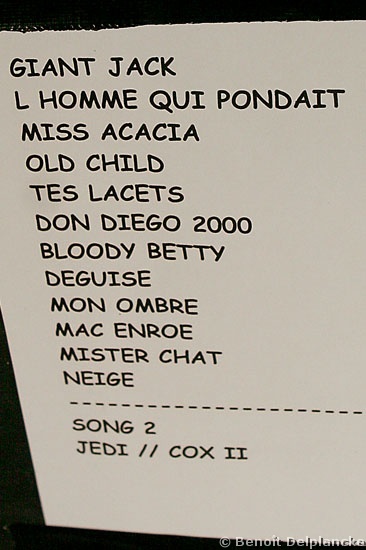 GIANT JACK
L HOMME QUI PONDAIT
MISS ACACIA
OLD CHILD
TES LACETS
DON DIEGO 2000
BLOODY BETTY
DEGUISE
MON OMBRE
MAC ENROE
MISTER CHAT
NEIGE
-----------------------
SONG 2
JEDI // COX II
© Benoit Delplancke